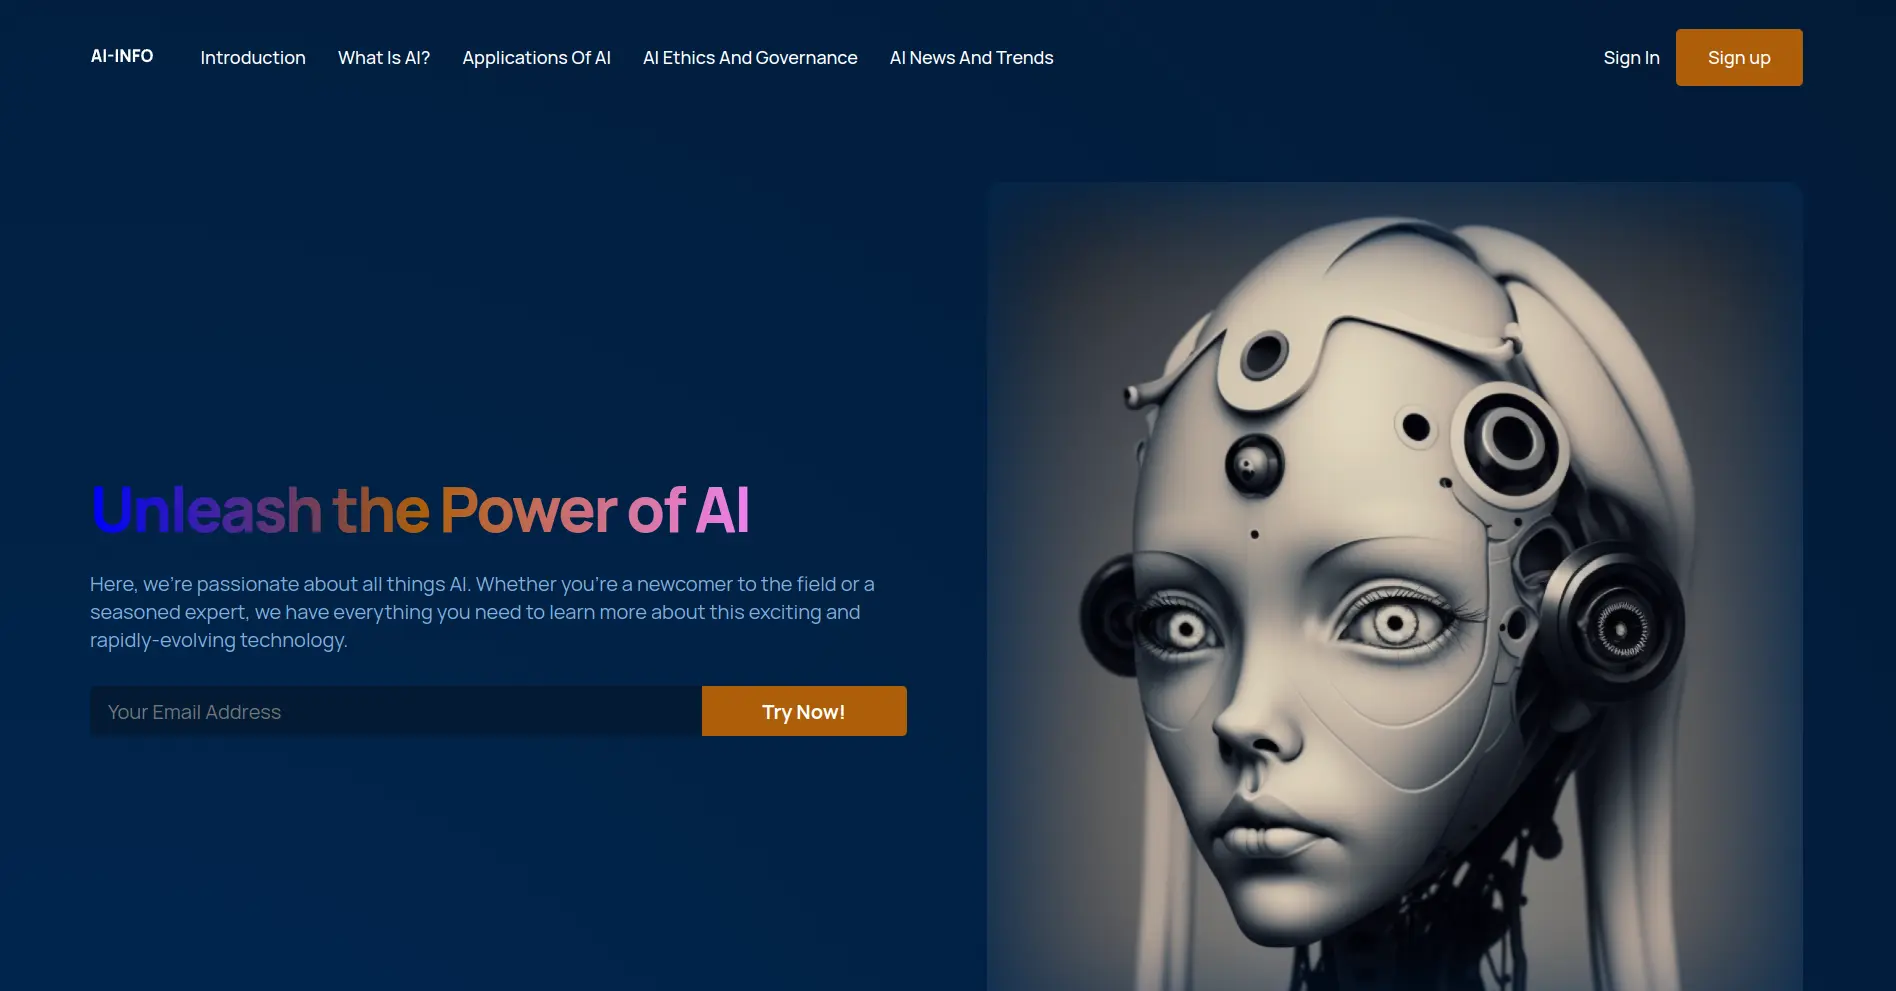 AI-INFO
Introduction
What Is AI?
Applications Of AI
AI Ethics And Governance
AI News And Trends
Sign In
Sign up
Unleash the Power of AI
Here, we're passionate about all things AI. Whether you're a newcomer to the field or a
seasoned expert, we have everything you need to learn more about this exciting and
rapidly-evolving technology.
Your Email Address
Try Now!